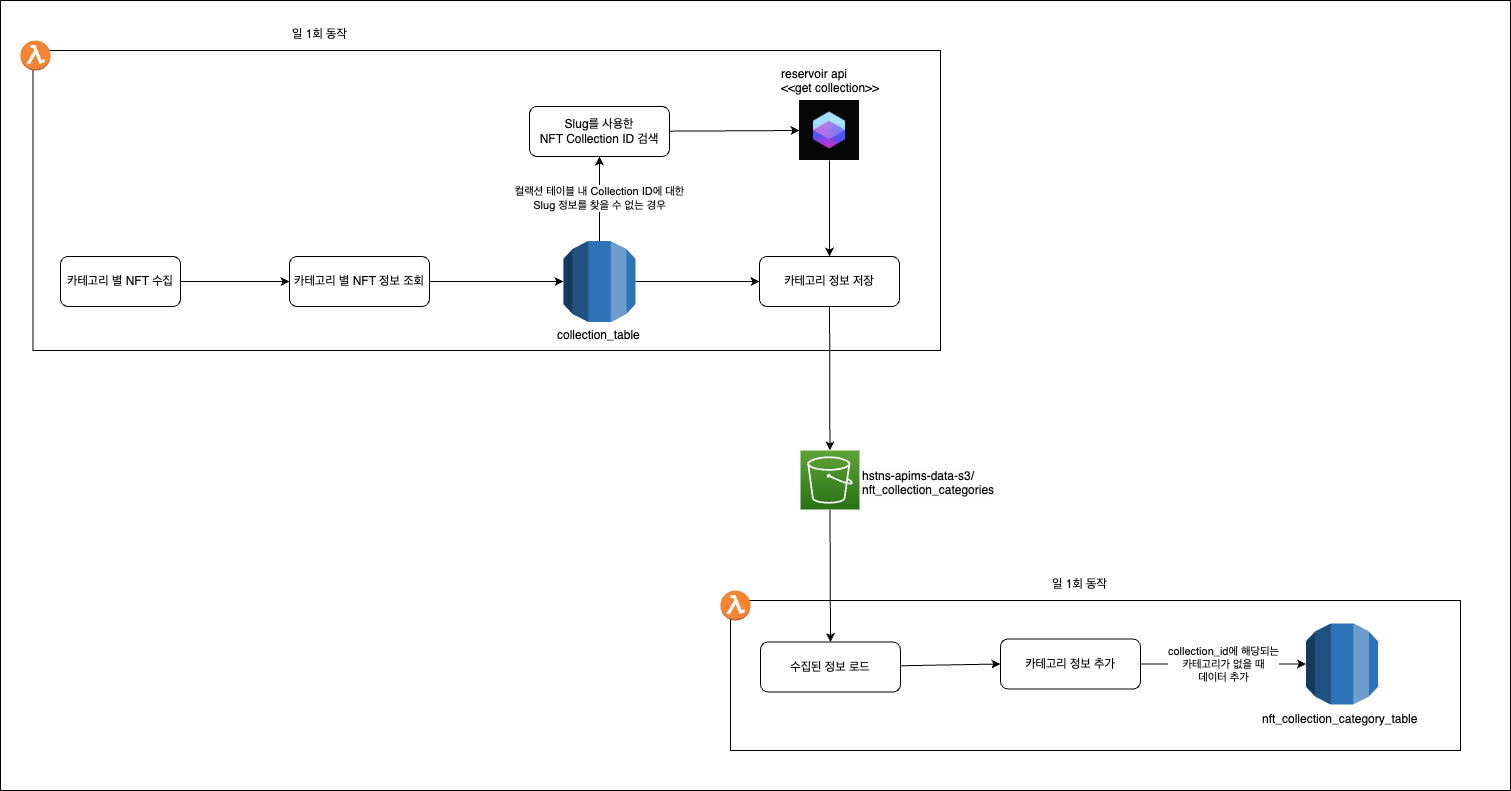 일 1회 동작
reservoir api
<<get collection>>
Slug를 사용한
NFT Collection ID 검색
컬랙션 테이블 내 Collection ID에 대한
Slug 정보를 찾을 수 없는 경우
카테고리 별 NFT 수집
카테고리 별 NFT 정보 조회
카테고리 정보 저장
collection_table
hstns-apims-data-s3/
nft_collection_categories
일 1회 동작
수집된 정보 로드
카테고리 정보 추가
collection_id에 해당되는
카테고리가 없을 때
데이터 추가
nft_collection_category_table